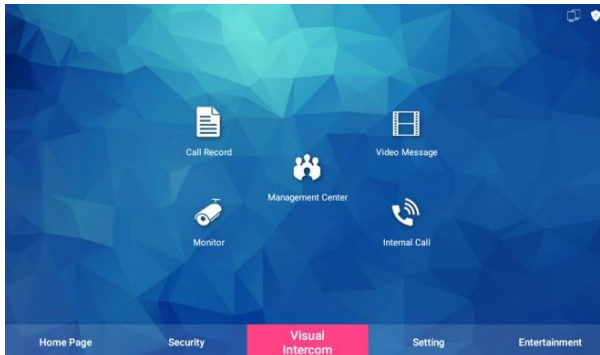 Call Record
Video Message
Management Center
Monitor
Internal Call
Home Page
Security
Visual
Intercom
Setting
Entertainment